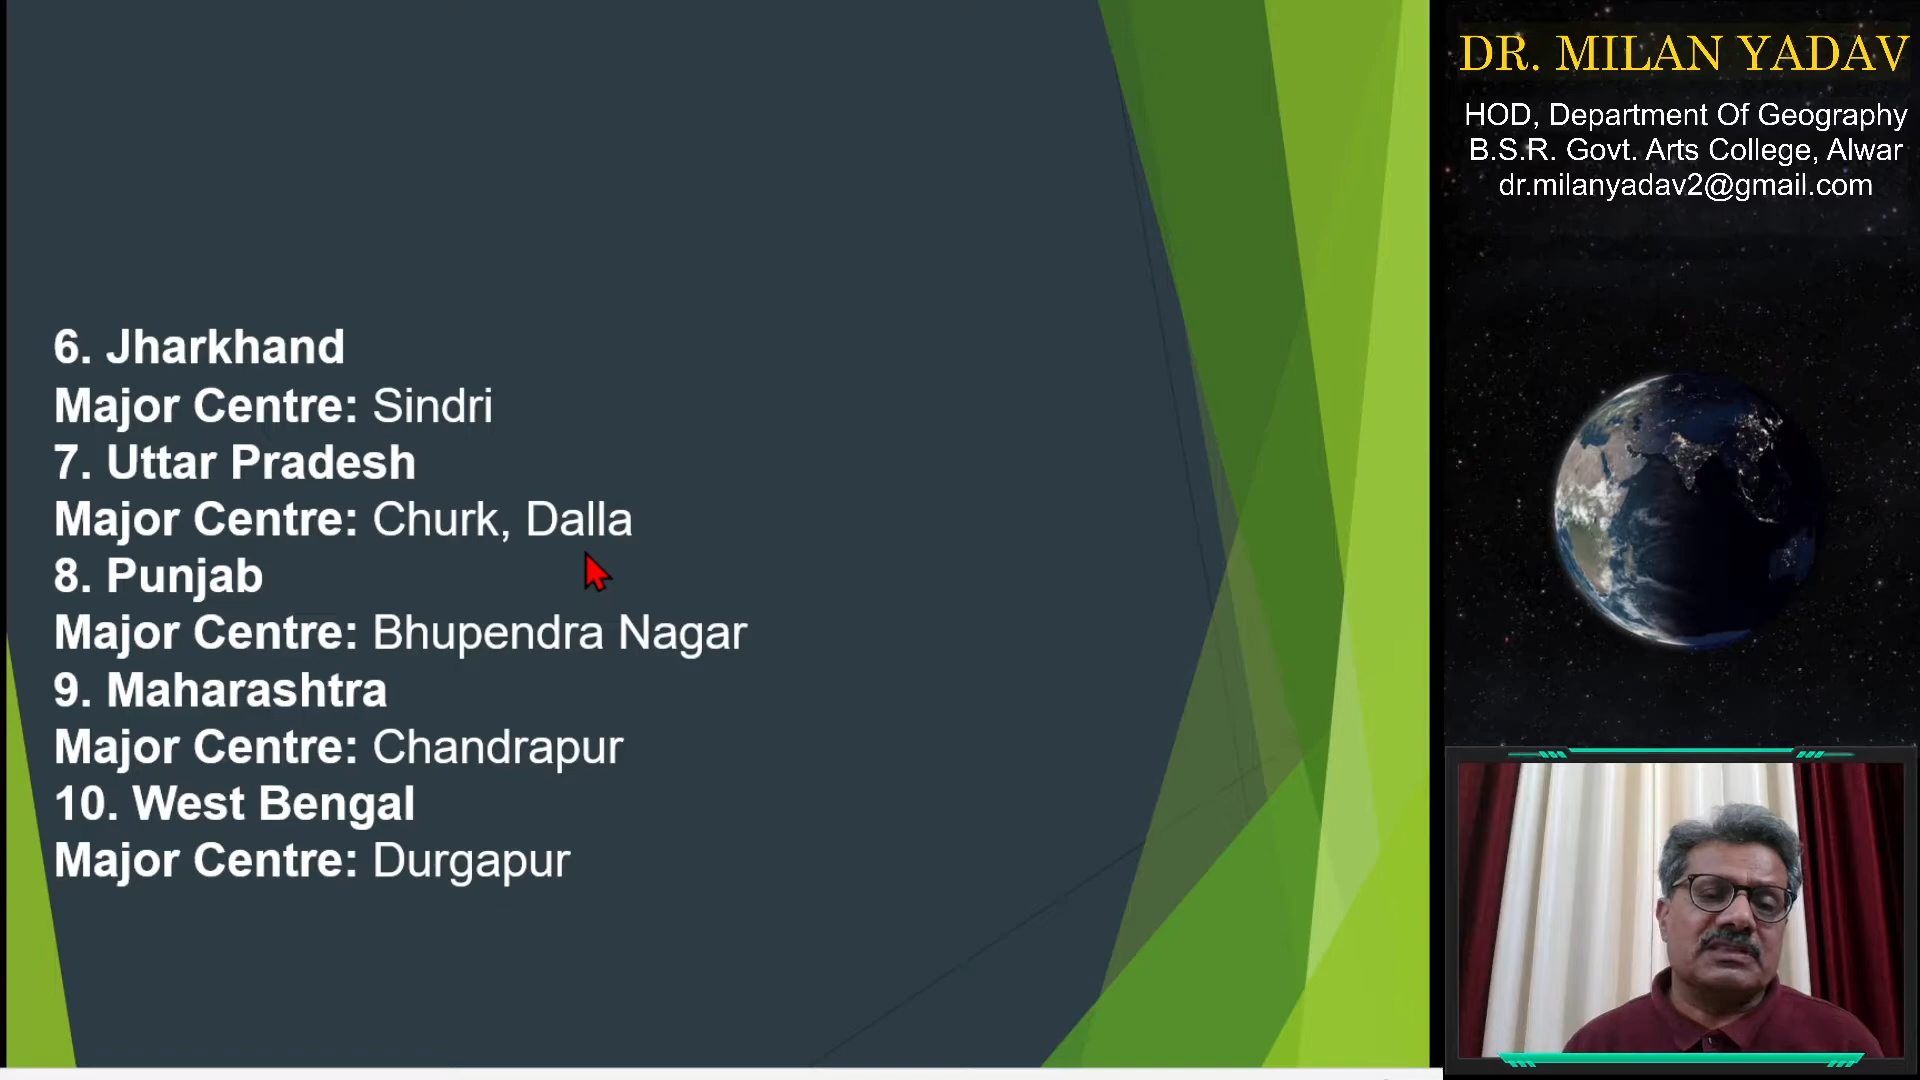 6. Jharkhand
Major Centre: Sindri
7. Uttar Pradesh
Major Centre: Churk, Dalla
8. Punjab
Major Centre: Bhupendra Nagar
9. Maharashtra
Major Centre: Chandrapur
10. West Bengal
Major Centre: Durgapur
DR. MILAN YADAV
HOD, Department Of Geography
B.S.R. Govt. Arts College, Alwar
dr.milanyadav2@gmail.com